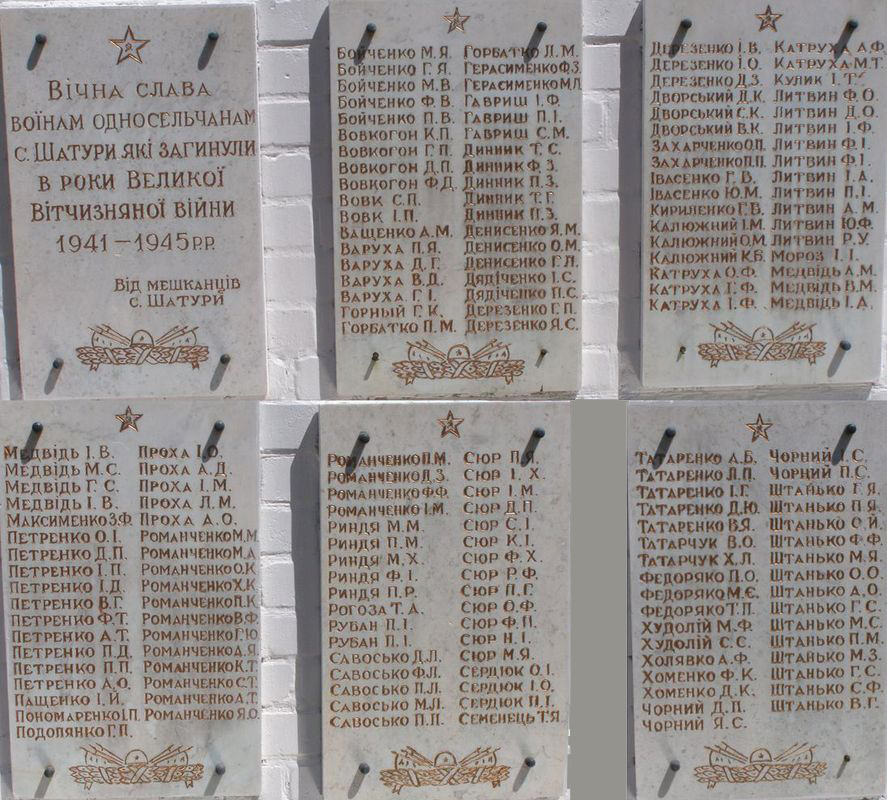 Вічна слава
воїнам односельчанам
с. Шатури які загинули
в роки Великої
Вітчизняної війни
1941 – 1945 р.р.
Від мешканців
с. Шатури
Бойченко М.Я.
Бойченко Г.Я.
Бойченко М.В.
Бойченко Ф.В.
Бойченко П.В.
Вовкогон К.П.
Вовкогон Г.П.
Вовкогон Д.П.
Вовкогон Ф.Д.
Вовк С.П.
Вовк І.П.
Ващенко А.М.
Варуха П.Я.
Варуха Д.Г.
Варуха В.Д.
Варуха Г.І.
Горный Г.К.
Горбатко П.М.
Горбатко Л.М.
Герасименко Ф.З.
Герасименко М.Л.
Гавриш І.Ф.
Гавриш П.І.
Гавриш С.М.
Динник Т.С.
Динник Ф.З.
Динник П.З.
Динник Т.Г.
Динник П.З.
Денисенко Я.М.
Денисенко О.М.
Денисенко Г.Л.
Дядіченко І.С.
Дядіченко П.С.
Дерезенко Г.П.
Дерезенко Я.С.
Дерезенко І.В.
Дерезенко І.О.
Дерезенко Д.З.
Дворський Д.К.
Дворський С.К.
Дворський В.К.
Захарченко О.П.
Захарченко П.П.
Івасенко Г.В.
Івасенко Ю.М.
Кириленко Г.В.
Калюжний І.М.
Калюжний О.М.
Калюжний К.Б.
Катруха О.Ф.
Катруха Г.Ф.
Катруха І.Ф.
Катруха А.Ф.
Катруха М.Т.
Кулик І.Т.
Литвин Ф.О.
Литвин Д.О.
Литвин І.Ф.
Литвин Ф.І.
Литвин Ф.І.
Литвин І.А.
Литвин П.І.
Литвин А.М.
Литвин Ю.Ф.
Литвин Р.У.
Мороз І.І.
Медвідь А.М.
Медвідь В.М.
Медвідь І.А.
Медвідь І.В.
Медвідь М.С.
Медвідь Г.С.
Медвідь І.В.
Максименко З.Ф.
Петренко О.І.
Петренко Д.П.
Петренко І.П.
Петренко І.Д.
Петренко В.Г.
Петренко Ф.Т.
Петренко А.Т.
Петренко П.Д.
Петренко П.П.
Петренко Д.О.
Пащенко І.Й.
Пономаренко І.П.
Подопянко Г.П.
Проха І.О.
Проха А.Д.
Проха І.М.
Проха Л.М.
Проха А.О.
Романченко М.М.
Романченко М.А.
Романченко О.К.
Романченко Х.К.
Романченко П.К.
Романченко В.Ф.
Романченко Г.Ю.
Романченко Д.Я.
Романченко К.Т.
Романченко С.Т.
Романченко А.Т.
Романченко Я.О.
Романченко П.М.
Романченко Д.З.
Романченко Ф.Ф.
Романченко І.М.
Риндя М.М.
Риндя П.М.
Риндя М.Х.
Риндя Ф.І.
Риндя П.Р.
Рогоза Т.А.
Рубан П.І.
Рубан П.І.
Савосько Д.Л.
Савосько Ф.Л.
Савосько П.Л.
Савосько М.Л.
Савосько П.П.
Сюр П.Я.
Сюр І.Х.
Сюр І.М.
Сюр Д.П.
Сюр С.І.
Сюр К.І.
Сюр Ф.Х.
Сюр Р.Ф.
Сюр П.Г.
Сюр О.Ф.
Сюр Ф.П.
Сюр Н.І.
Сюр М.Я.
Сердюк О.І.
Сердюк І.О.
Сердюк П.І.
Семенець Т.Я
Татаренко А.Б.
Татаренко Л.П.
Татаренко І.Г.
Татаренко Д.Ю.
Татаренко В.Я.
Татарчук В.О.
Татарчук Х.Л.
Федоряко П.О.
Федоряко М.Є.
Федоряко Т.П.
Худолій М.Ф.
Худолій С.Є.
Холявко А.Ф.
Хоменко Ф.К.
Хоменко Д.К.
Чорний Д.П.
Чорний Я.С.
Чорний І.С.
Чорний П.С.
Штанько Г.Я.
Штанько П.Я.
Штанько О.Й.
Штанько Ф.Ф.
Штанько М.Я.
Штанько О.О.
Штанько Д.О.
Штанько Г.С.
Штанько М.С.
Штанько П.М.
Штанько М.З.
Штанько Г.С.
Штанько С.Ф.
Штанько В.Г.